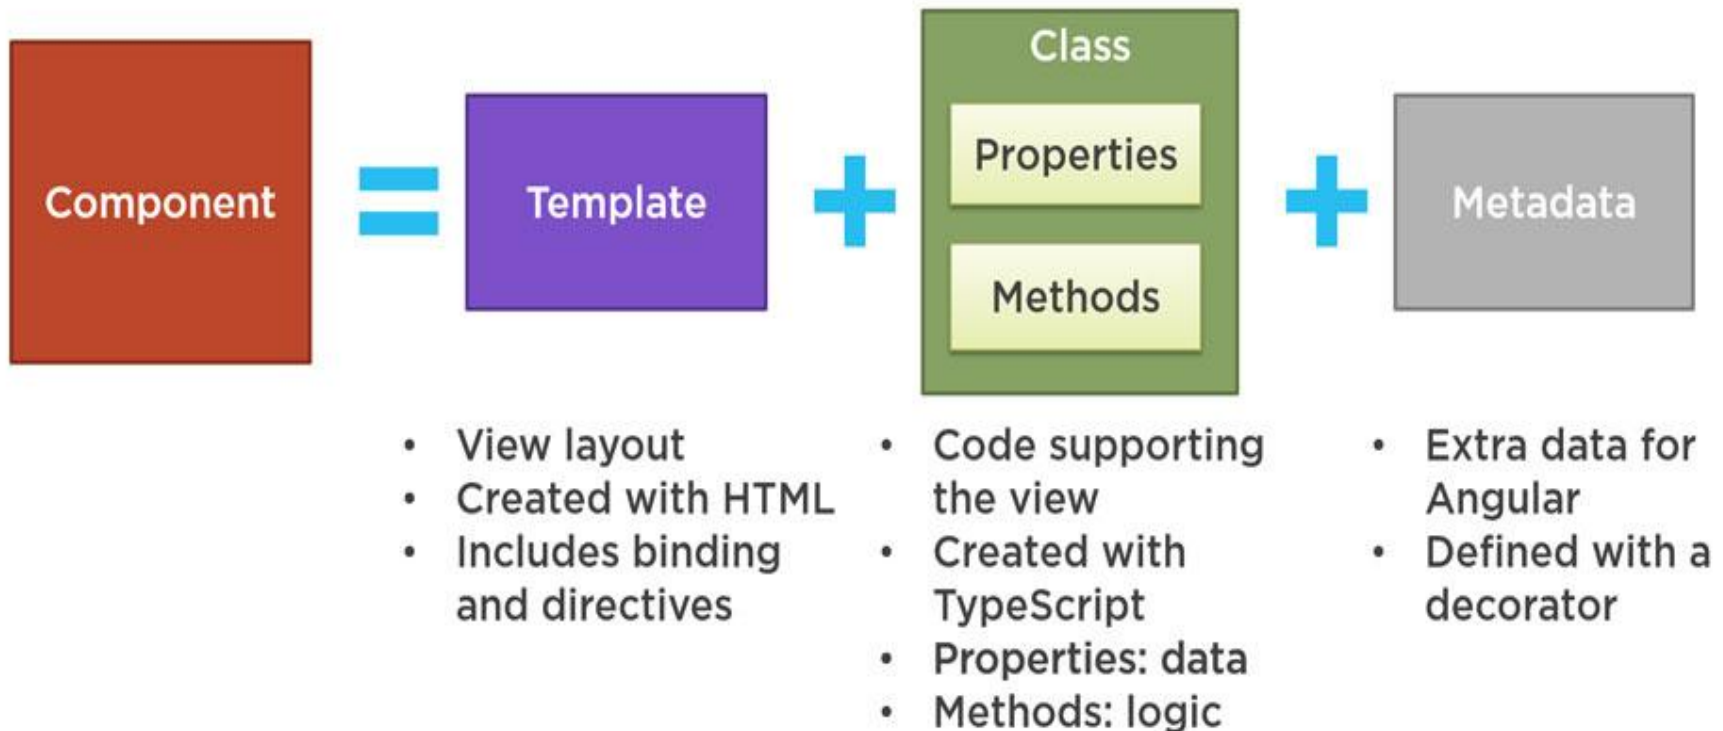 Component
=
Template
+
Class
Properties
Methods
+
Metadata
• View layout
• Created with HTML
• Includes binding
and directives
• Code supporting
the view
• Created with
TypeScript
• Properties: data
• Methods: logic
• Extra data for
Angular
• Defined with a
decorator